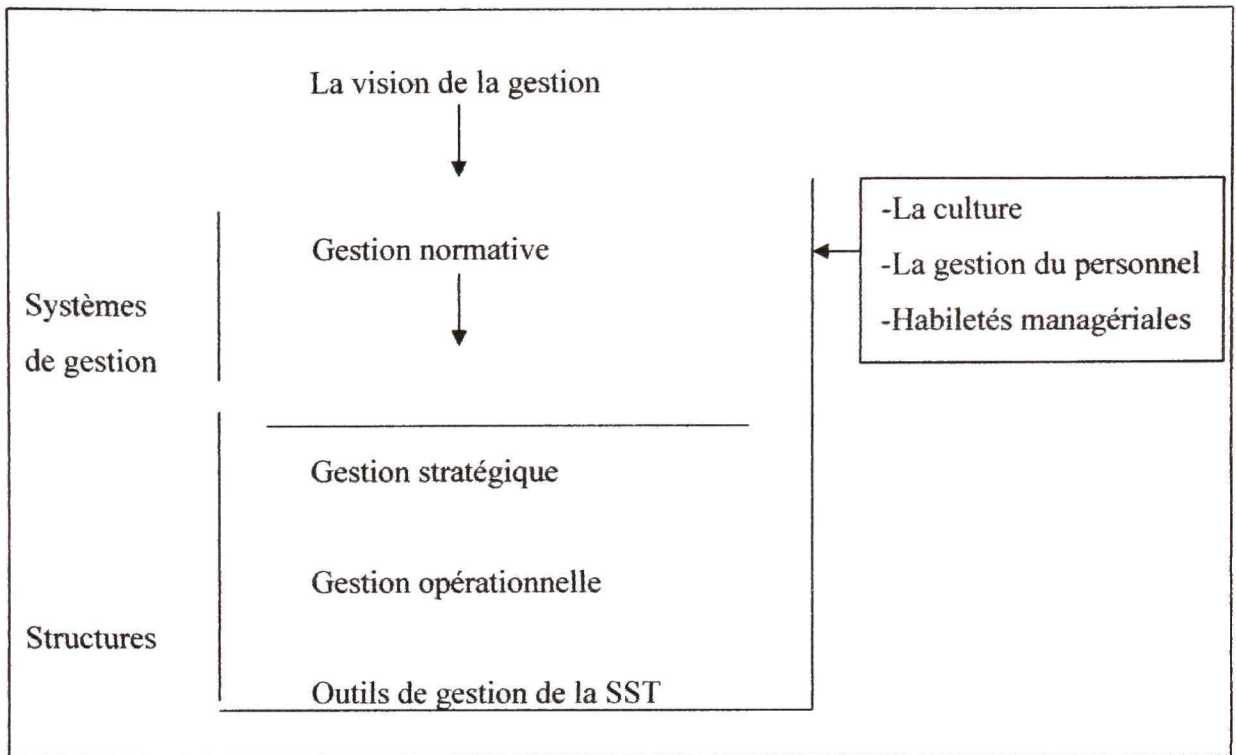 La vision de la gestion
Gestion normative
Systèmes
de gestion
-La culture
-La gestion du personnel
-Habiletés managériales
Gestion stratégique
Gestion opérationnelle
Structures
Outils de gestion de la SST